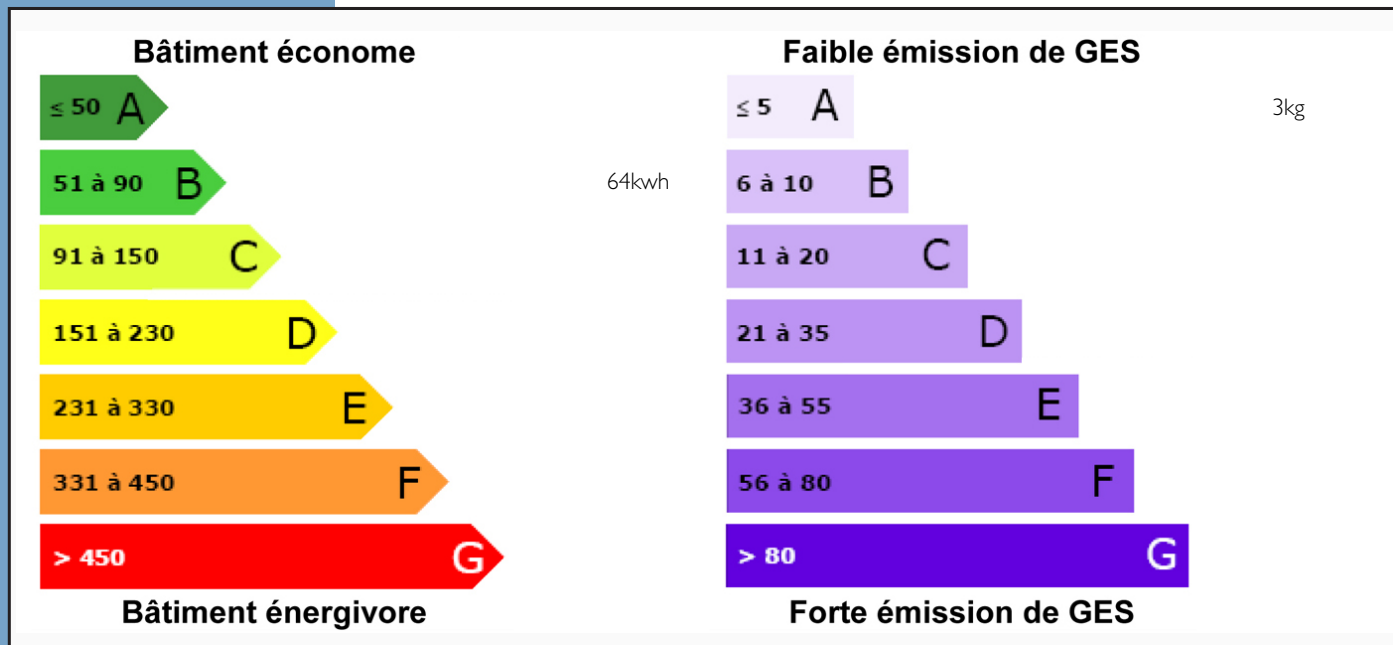 Bâtiment économe
≤ 50 A
51 à 90 B
64kwh
91 à 150 C
151 à 230 D
231 à 330 E
331 à 450 F
> 450 G
Bâtiment énergivore
Faible émission de GES
≤ 5 A
3kg
6 à 10 B
11 à 20 C
21 à 35 D
36 à 55 E
56 à 80 F
> 80 G
Forte émission de GES